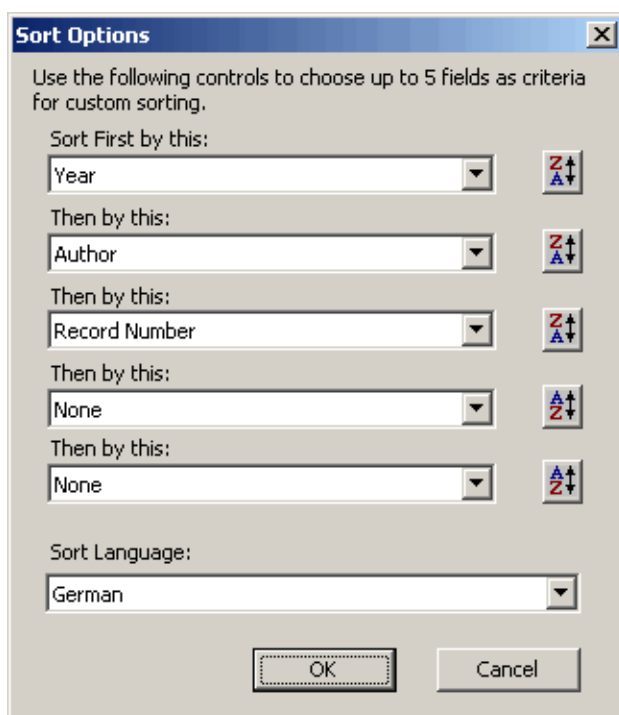 Sort Options
Use the following controls to choose up to 5 fields as criteria
for custom sorting.
Sort First by this:
Year
Z
A
Then by this:
Author
Z
A
Then by this:
Record Number
Z
A
Then by this:
None
A
Z
Then by this:
None
A
Z
Sort Language:
German
OK
Cancel